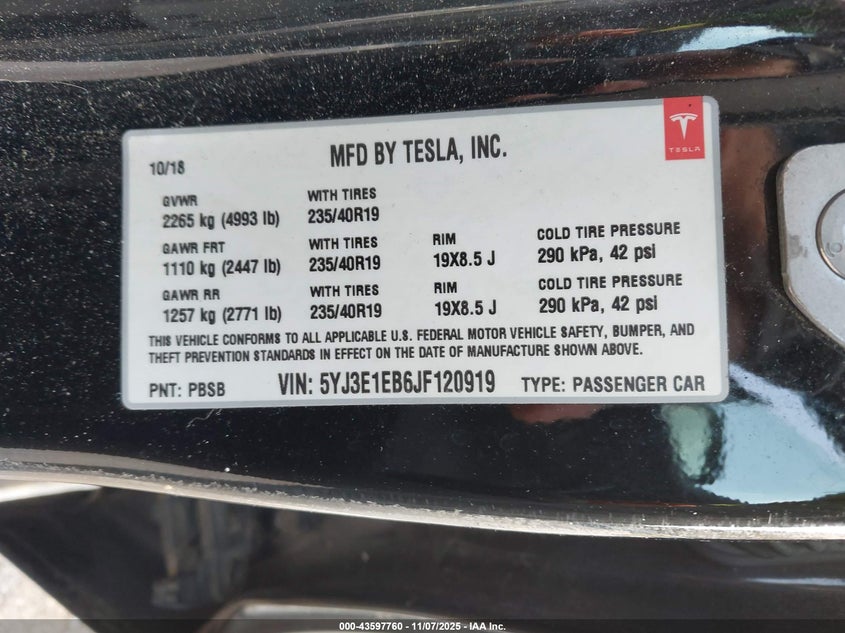 TESLA
10/18 MFD BY TESLA, INC.
GVWR WITH TIRES
2265 kg (4993 lb) 235/40R19
GAWR FRT WITH TIRES RIM COLD TIRE PRESSURE
1110 kg (2447 lb) 235/40R19 19X8.5 J 290 kPa, 42 psi
GAWR RR WITH TIRES RIM COLD TIRE PRESSURE
1257 kg (2771 lb) 235/40R19 19X8.5 J 290 kPa, 42 psi
THIS VEHICLE CONFORMS TO ALL APPLICABLE U.S. FEDERAL MOTOR VEHICLE SAFETY, BUMPER, AND
THEFT PREVENTION STANDARDS IN EFFECT ON THE DATE OF MANUFACTURE SHOWN ABOVE.
PNT: PBSB VIN: 5YJ3E1EB6JF120919 TYPE: PASSENGER CAR
000-43597760 - 11/07/2025 - IAA Inc.